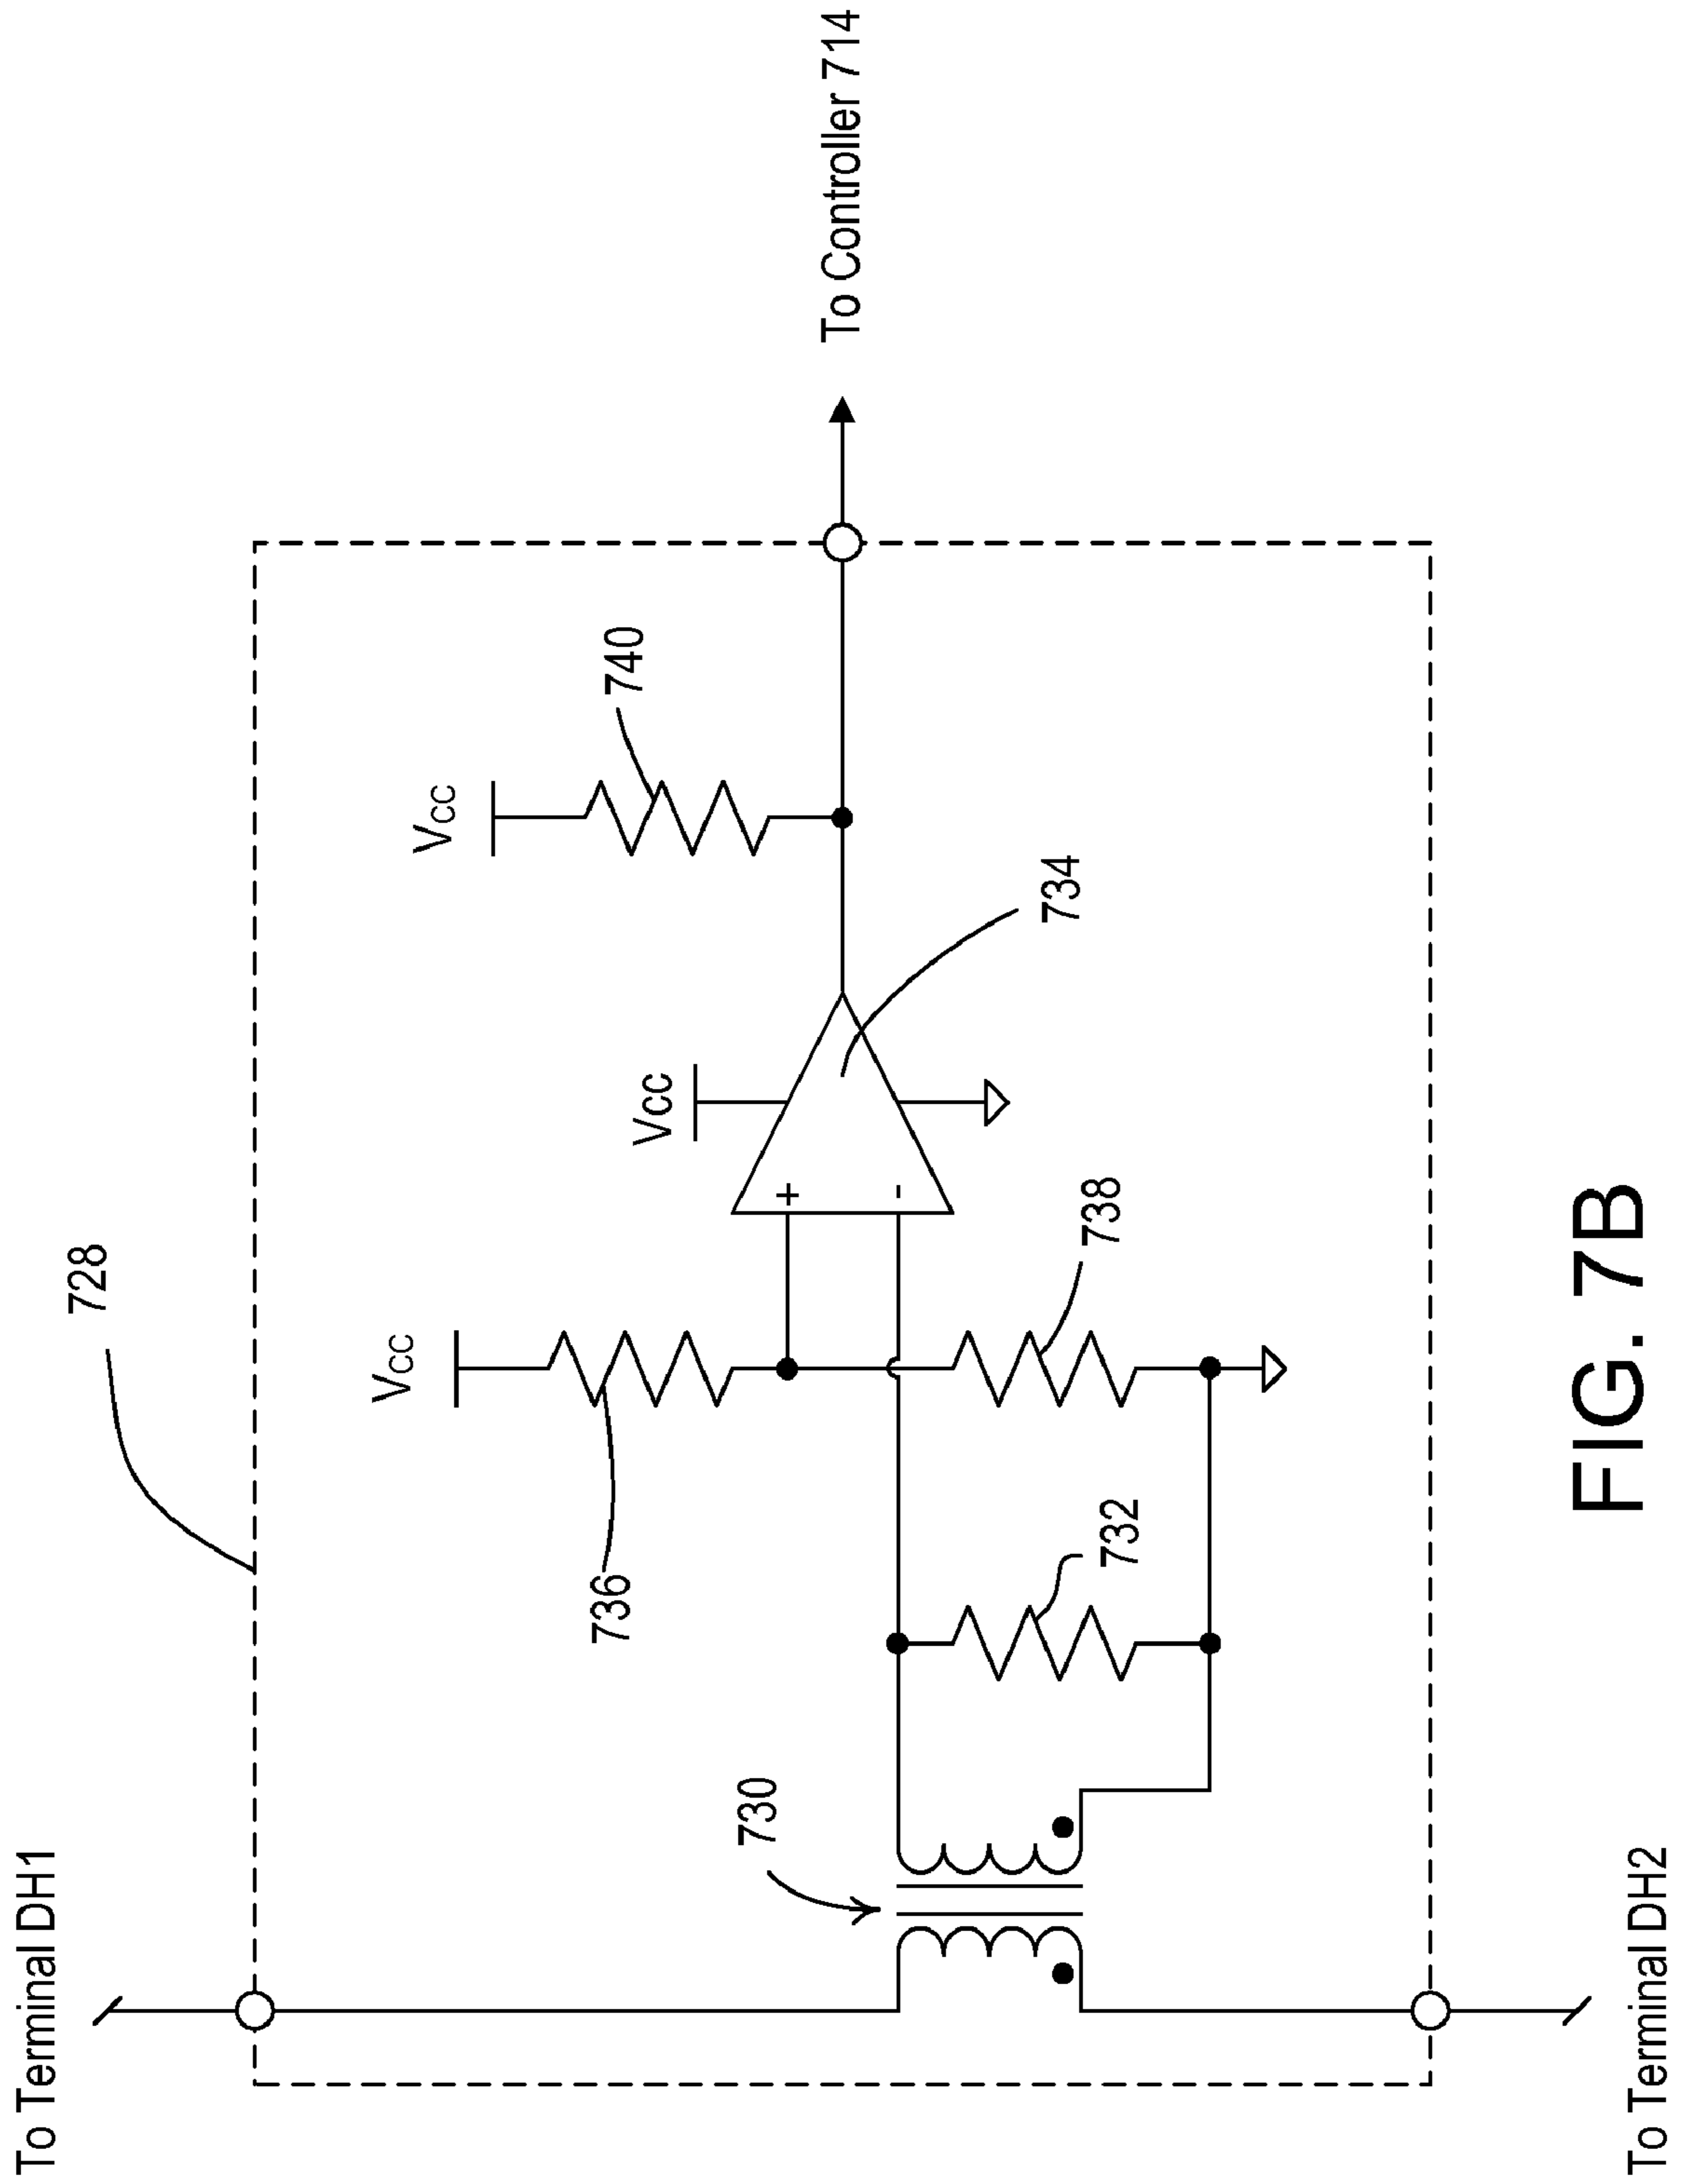 To Terminal DH1
728
Vcc
740
736
Vcc
Vcc
730
+
-
To Controller 714
734
738
732
To Terminal DH2
FIG. 7B